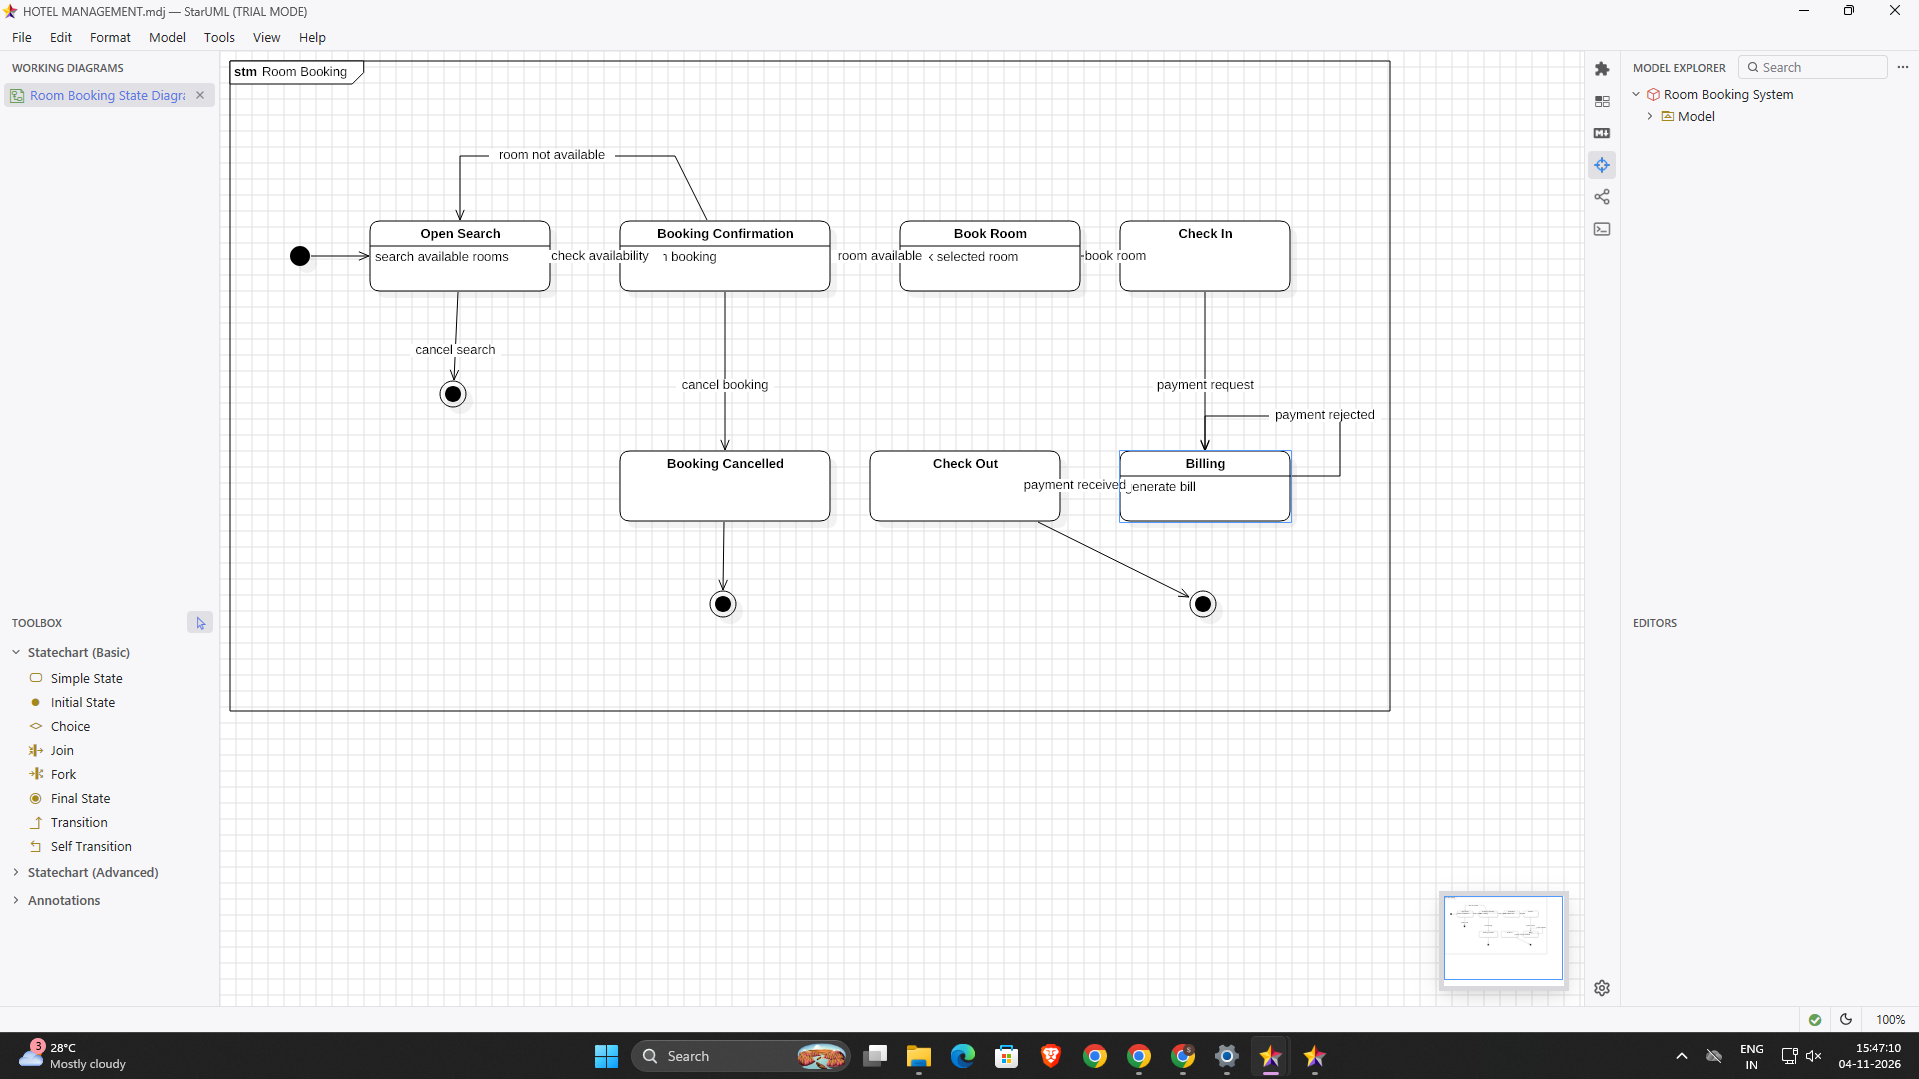 HOTEL MANAGEMENT.mdj — StarUML (TRIAL MODE)
File Edit Format Model Tools View Help
WORKING DIAGRAMS
Room Booking State Diagra
stm Room Booking
room not available
Open Search
search available rooms
check availability
Booking Confirmation
booking
room available
Book Room
selected room
book room
Check In
cancel search
cancel booking
payment request
payment rejected
Booking Cancelled
Check Out
payment received
Billing
enerate bill
TOOLBOX
Statechart (Basic)
Simple State
Initial State
Choice
Join
Fork
Final State
Transition
Self Transition
Statechart (Advanced)
Annotations
MODEL EXPLORER
Search
Room Booking System
Model
EDITORS
100%
3
28°C
Mostly cloudy
Search
ENG
IN
15:47:10
04-11-2026